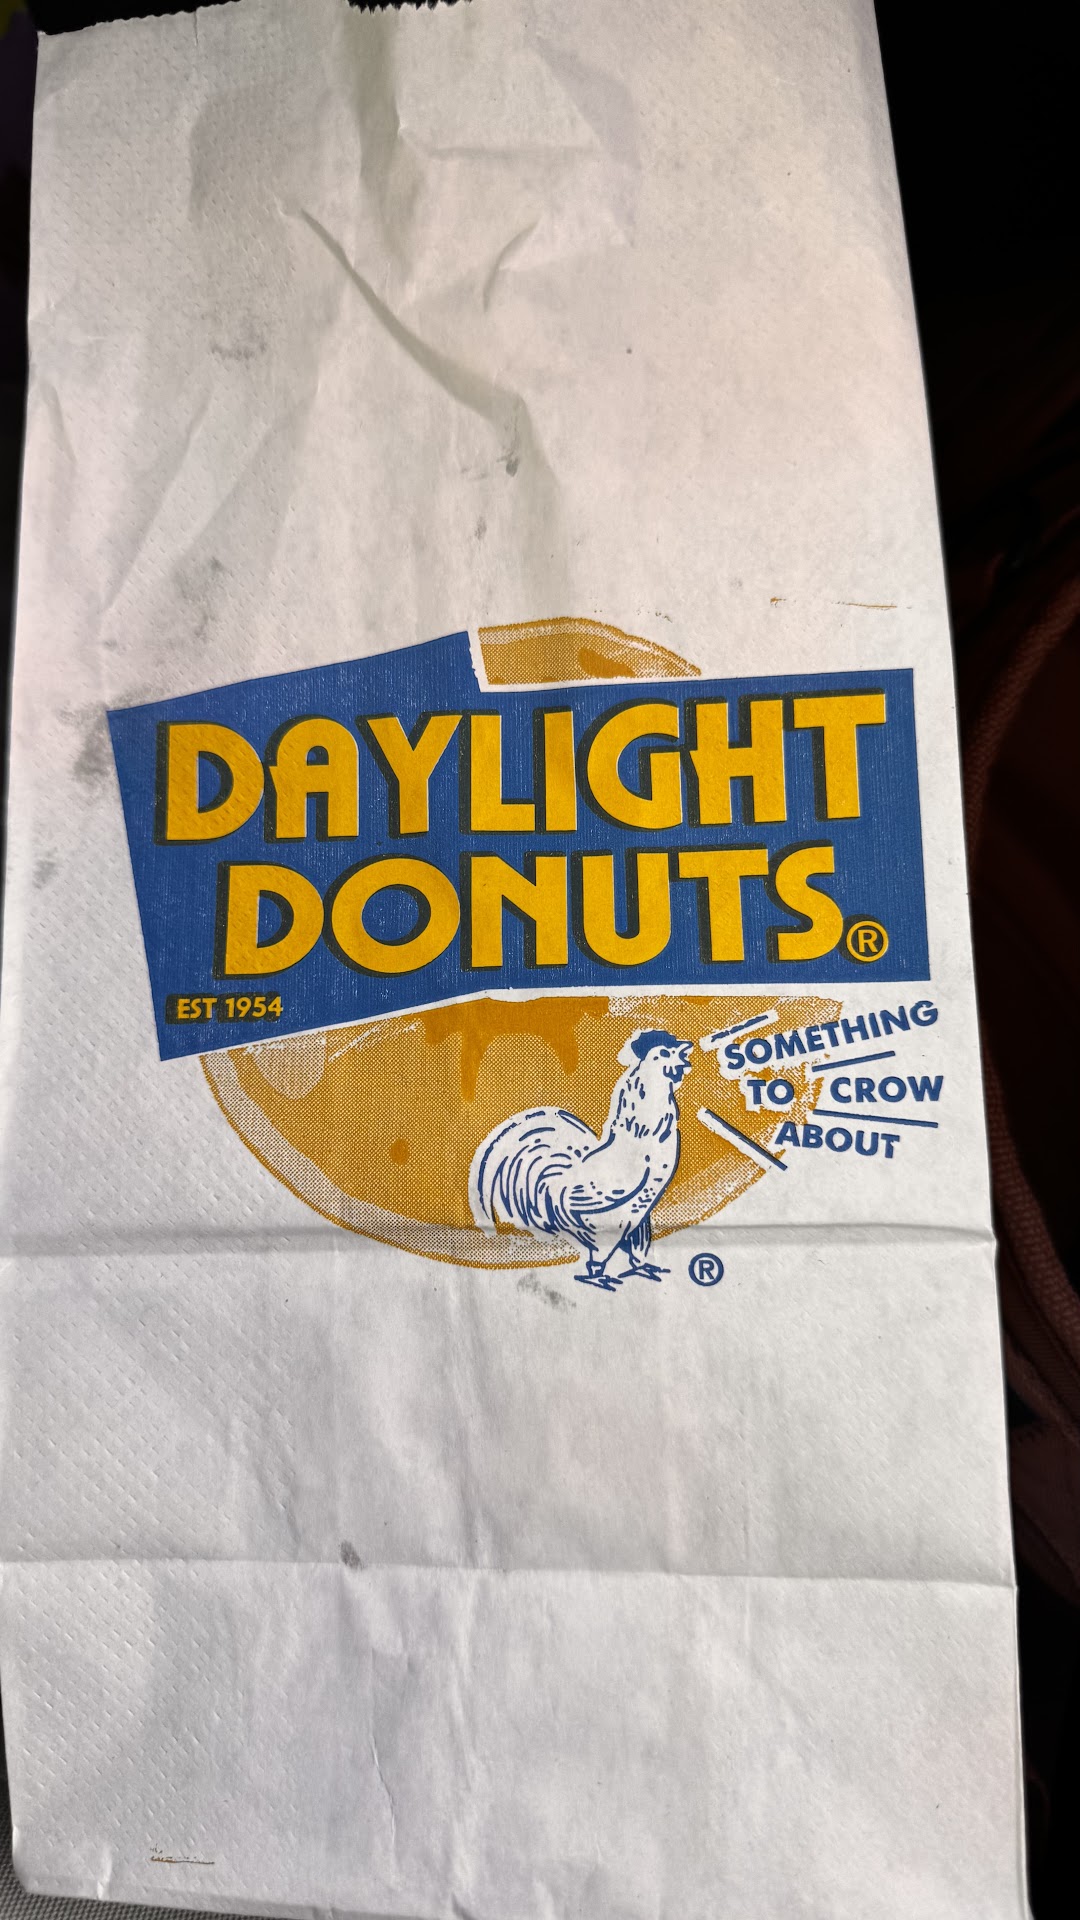 DAYLIGHT
DONUTS®
EST 1954
SOMETHING
TO CROW
ABOUT
®